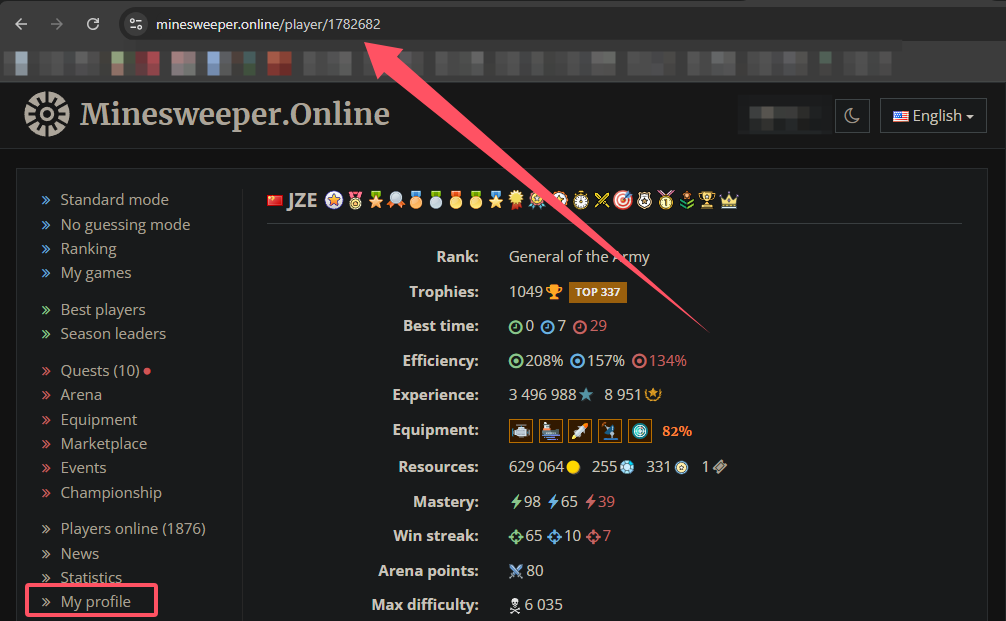 minesweeper.online/player/1782682
Minesweeper.Online
English
Standard mode
No guessing mode
Ranking
My games
Best players
Season leaders
Quests (10)
Arena
Equipment
Marketplace
Events
Championship
Players online (1876)
News
Statistics
My profile
JZE
Rank: General of the Army
Trophies: 1049 TOP 337
Best time: 0 7 29
Efficiency: 208% 157% 134%
Experience: 3 496 988 8 951
Equipment: 82%
Resources: 629 064 255 331 1
Mastery: 98 65 39
Win streak: 65 10 7
Arena points: 80
Max difficulty: 6 035